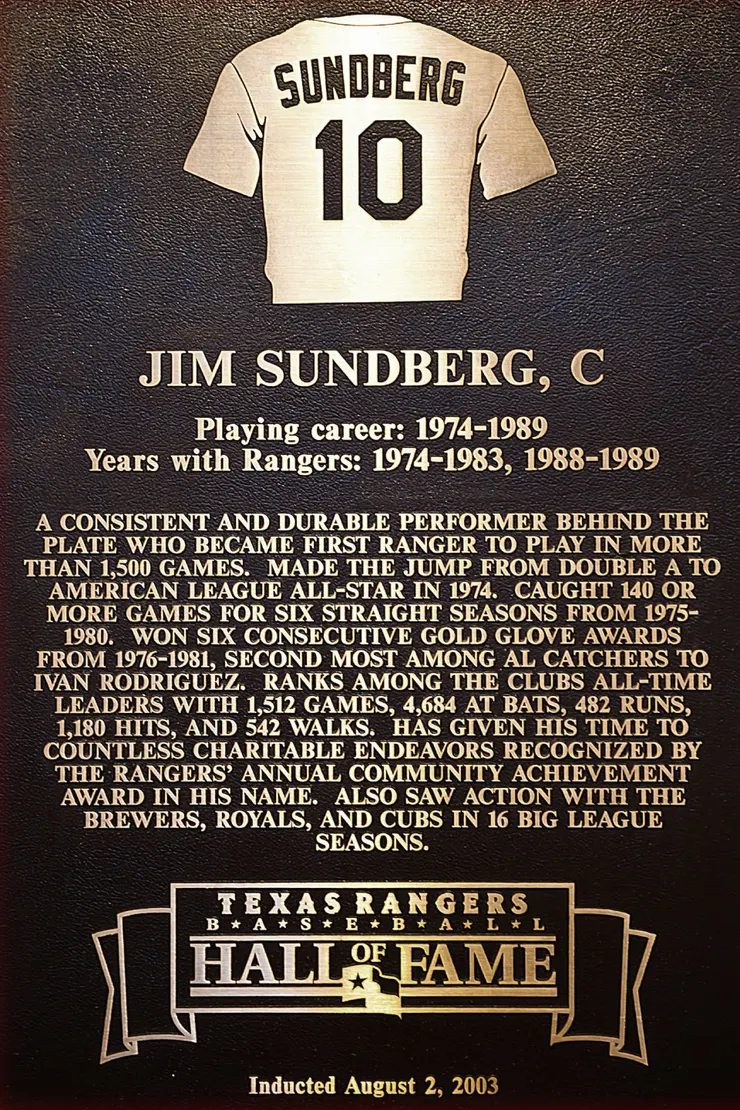 SUNDBERG
10
JIM SUNDBERG, C
Playing career: 1974-1989
Years with Rangers: 1974-1983, 1988-1989
A CONSISTENT AND DURABLE PERFORMER BEHIND THE
PLATE WHO BECAME FIRST RANGER TO PLAY IN MORE
THAN 1,500 GAMES. MADE THE JUMP FROM DOUBLE A TO
AMERICAN LEAGUE ALL-STAR IN 1974. CAUGHT 140 OR
MORE GAMES FOR SIX STRAIGHT SEASONS FROM 1975-
1980. WON SIX CONSECUTIVE GOLD GLOVE AWARDS
FROM 1976-1981, SECOND MOST AMONG AL CATCHERS TO
IVAN RODRIGUEZ. RANKS AMONG THE CLUBS ALL-TIME
LEADERS WITH 1,512 GAMES, 4,684 AT BATS, 482 RUNS,
1,180 HITS, AND 542 WALKS. HAS GIVEN HIS TIME TO
COUNTLESS CHARITABLE ENDEAVORS RECOGNIZED BY
THE RANGERS' ANNUAL COMMUNITY ACHIEVEMENT
AWARD IN HIS NAME. ALSO SAW ACTION WITH THE
BREWERS, ROYALS, AND CUBS IN 16 BIG LEAGUE
SEASONS.
TEXAS RANGERS
B★A★S★E★B★A★L★L
HALL OF FAME
Inducted August 2, 2003